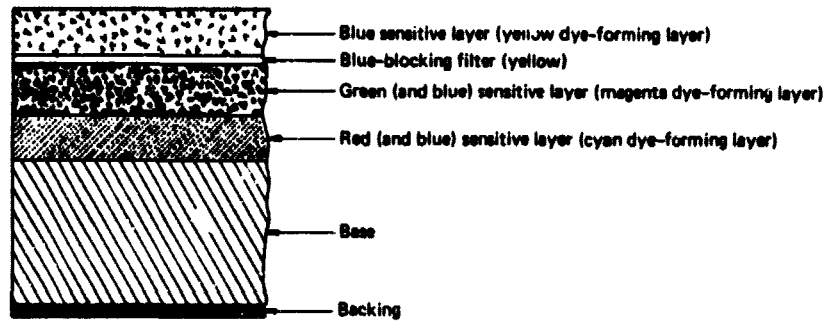 Blue sensitive layer (yellow dye-forming layer)
Blue-blocking filter (yellow)
Green (and blue) sensitive layer (magenta dye-forming layer)
Red (and blue) sensitive layer (cyan dye-forming layer)
Base
Backing